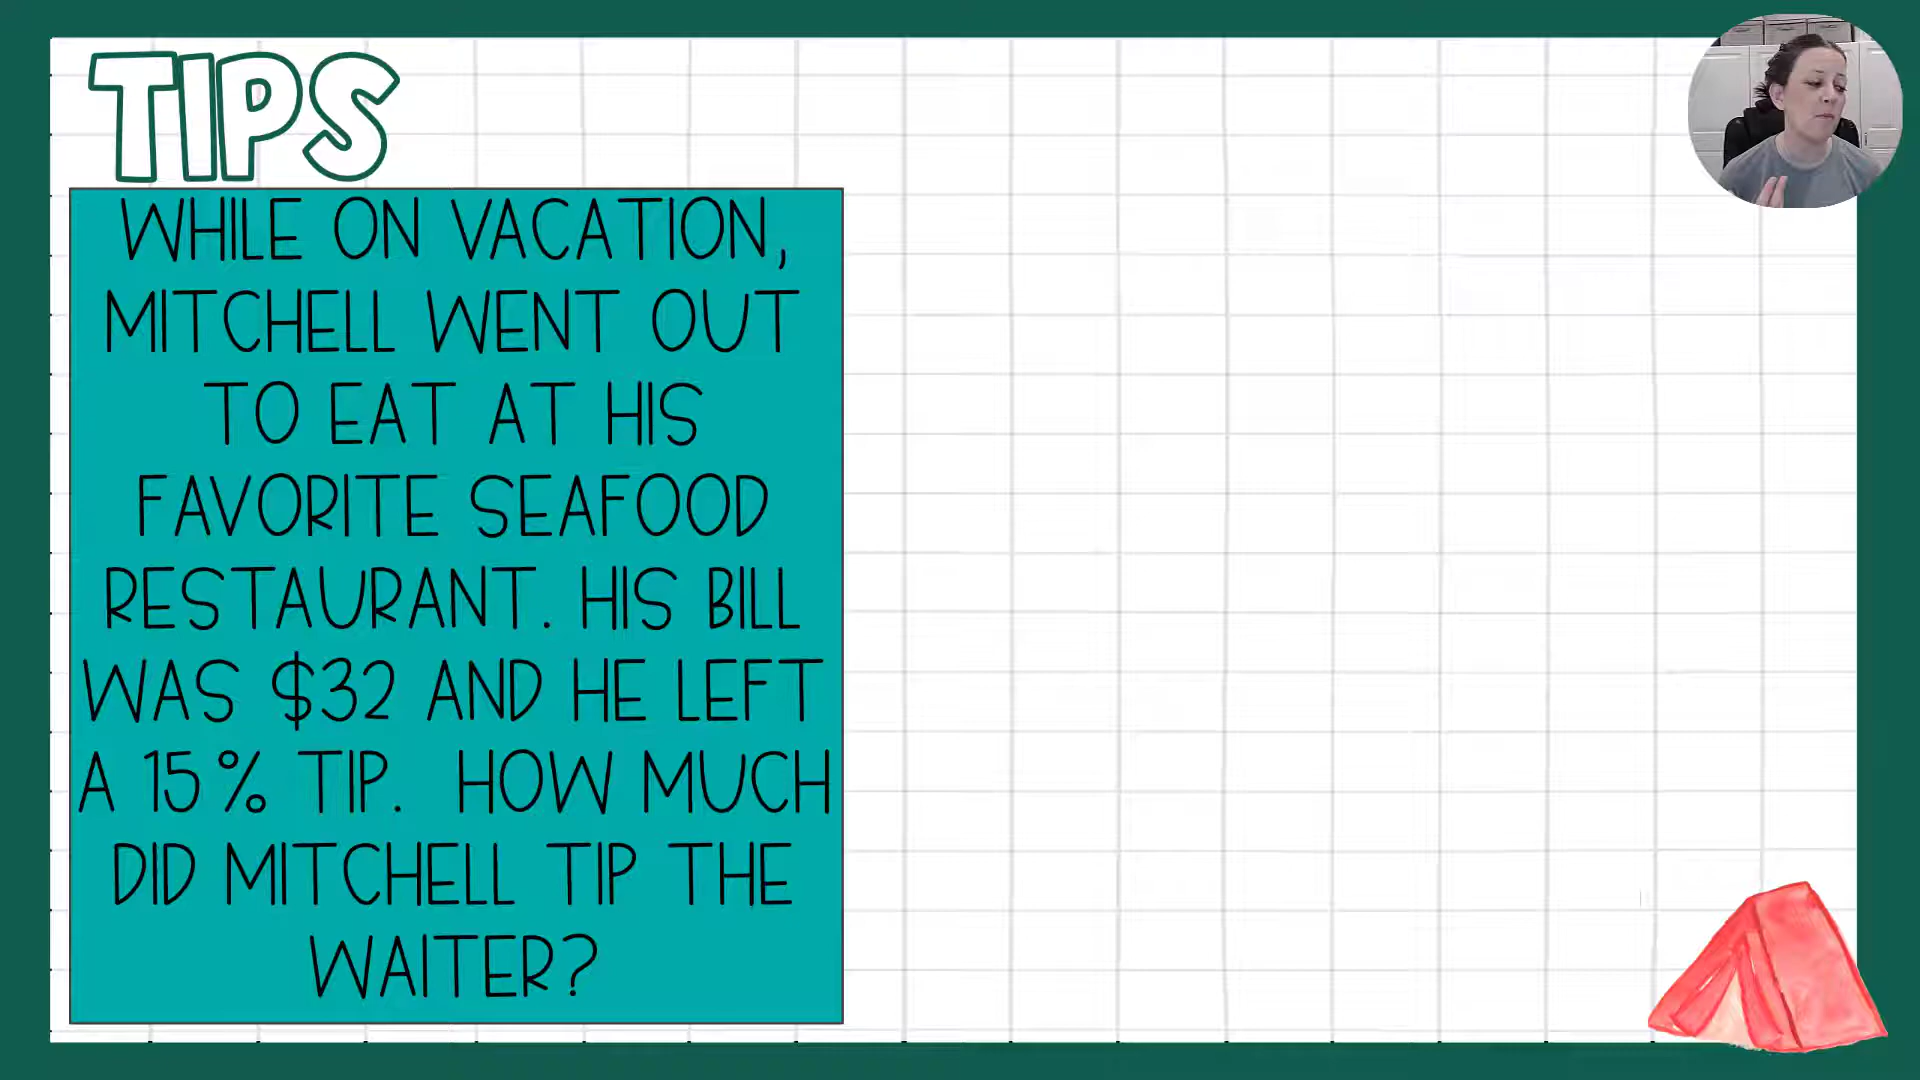 TIPS
WHILE ON VACATION,
MITCHELL WENT OUT
TO EAT AT HIS
FAVORITE SEAFOOD
RESTAURANT. HIS BILL
WAS $32 AND HE LEFT
A 15% TIP. HOW MUCH
DID MITCHELL TIP THE
WAITER?